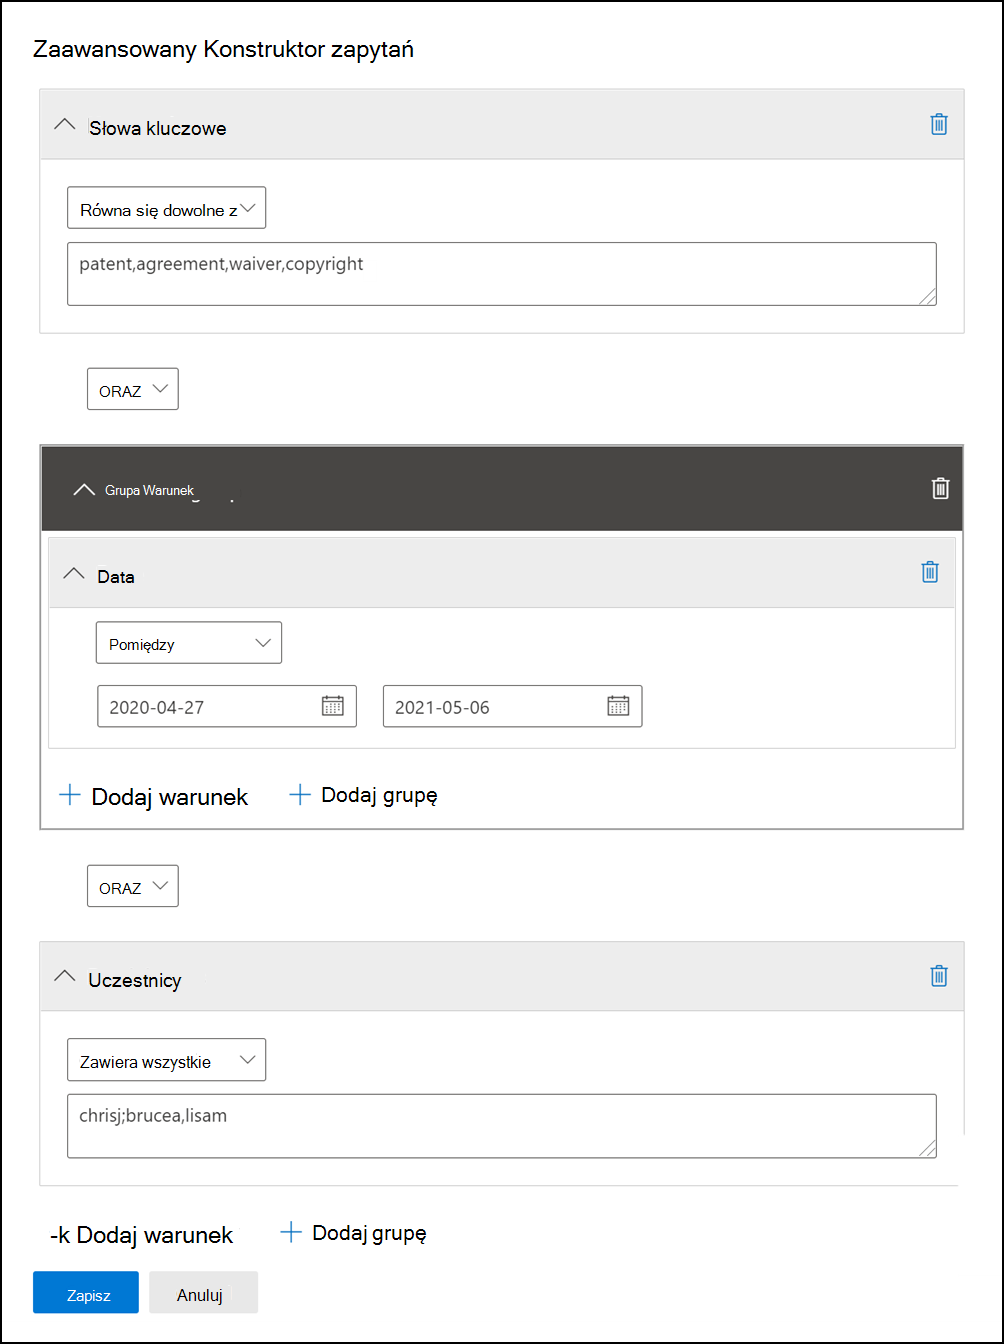 Zaawansowany Konstruktor zapytań
Słowa kluczowe
Równa się dowolne z
patent,agreement,waiver,copyright
ORAZ
Grupa Warunek
Data
Pomiędzy
2020-04-27 2021-05-06
Dodaj warunek Dodaj grupę
ORAZ
Uczestnicy
Zawiera wszystkie
chrisj;brucea,lisam
-k Dodaj warunek Dodaj grupę
Zapisz Anuluj